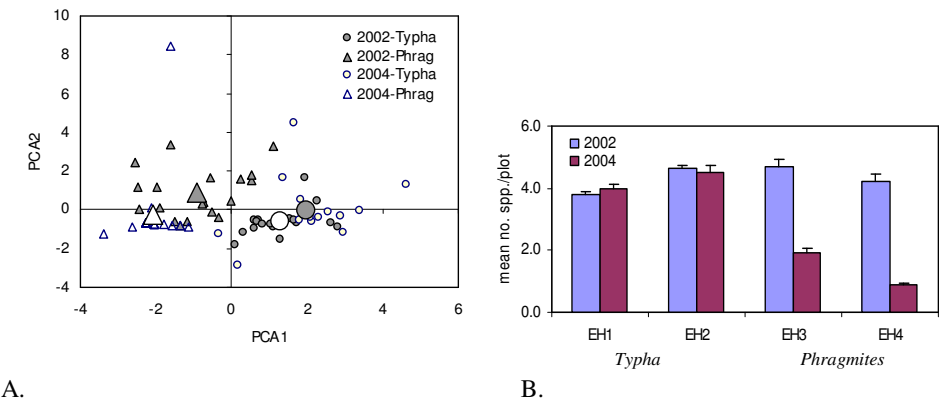 10
8
6
4
2
0
-2
-4
-4 -2 0 2 4 6
PCA2
PCA1
2002-Typha
2002-Phrag
2004-Typha
2004-Phrag
A.
6.0
4.0
2.0
0.0
mean no. spp./plot
2002
2004
EH1 EH2 EH3 EH4
Typha Phragmites
B.